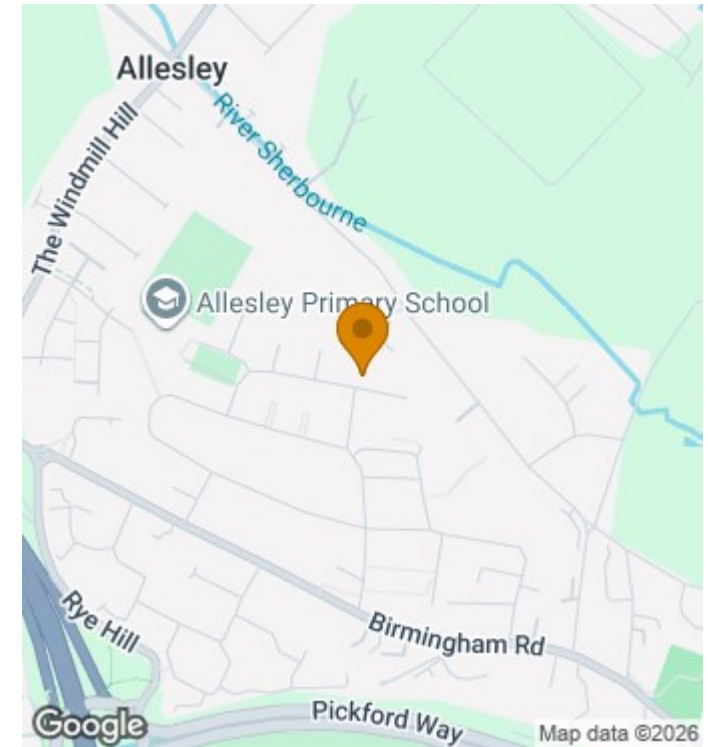 Allesley
River Sherbourne
The Windmill Hill
Allesley Primary School
Birmingham Rd
Rye Hill
Pickford Way
Google
Map data ©2026